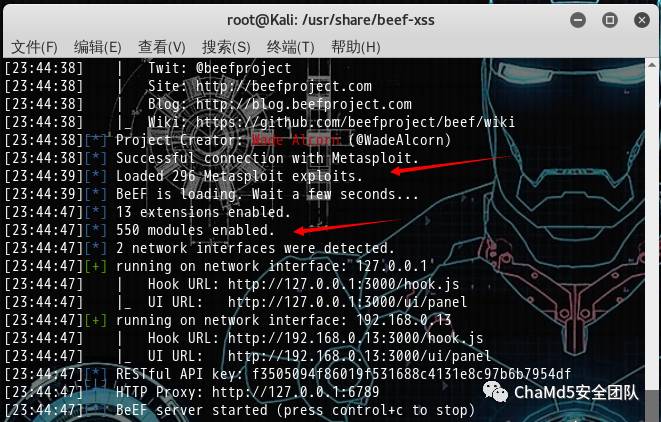 root@Kali: /usr/share/beef-xss
文件(F) 编辑(E) 查看(V) 搜索(S) 终端(T) 帮助(H)
[23:44:38]    |   Twit: @beefproject
[23:44:38]    |   Site: http://beefproject.com
[23:44:38]    |   Blog: http://blog.beefproject.com
[23:44:38]    |_  Wiki: https://github.com/beefproject/beef/wiki
[23:44:38][*] Project Creator: Wade Alcorn (@WadeAlcorn)
[23:44:38][*] Successful connection with Metasploit.
[23:44:39][*] Loaded 296 Metasploit exploits.
[23:44:39][*] BeEF is loading. Wait a few seconds...
[23:44:47][*] 13 extensions enabled.
[23:44:47][*] 550 modules enabled.
[23:44:47][*] 2 network interfaces were detected.
[23:44:47][+] running on network interface: 127.0.0.1
[23:44:47]    |   Hook URL: http://127.0.0.1:3000/hook.js
[23:44:47]    |_  UI URL:   http://127.0.0.1:3000/ui/panel
[23:44:47][+] running on network interface: 192.168.0.13
[23:44:47]    |   Hook URL: http://192.168.0.13:3000/hook.js
[23:44:47]    |_  UI URL:   http://192.168.0.13:3000/ui/panel
[23:44:47][*] RESTful API key: f3505094f86019f531688c4131e8c97b6b7954df
[23:44:47][*] HTTP Proxy: http://127.0.0.1:6789
[23:44:47][*] BeEF server started (press control+c to stop)
ChaMd5安全团队